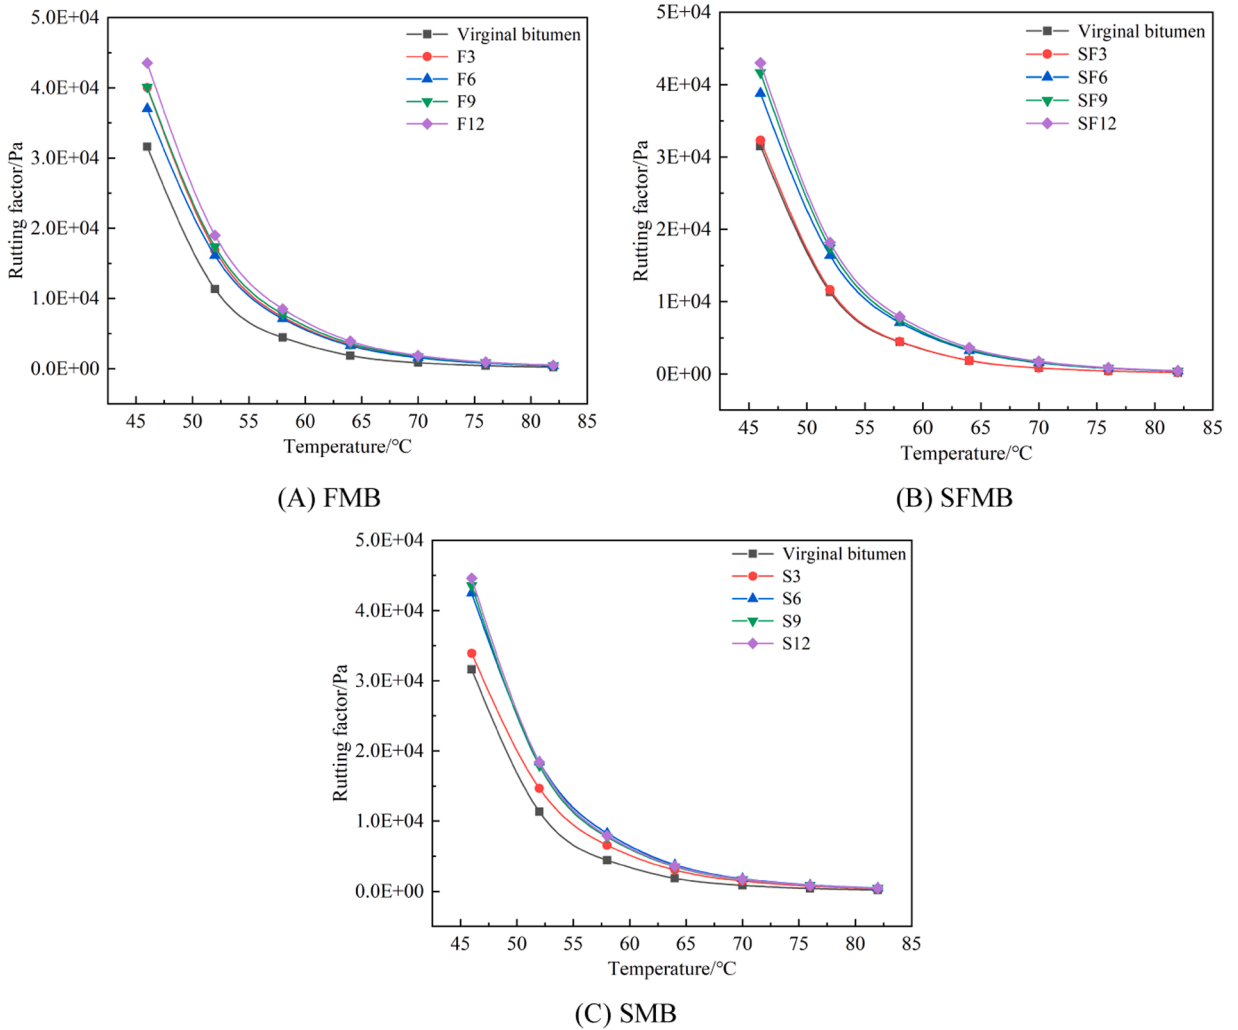 5.0E+04
4.0E+04
3.0E+04
2.0E+04
1.0E+04
0.0E+00
Rutting factor/Pa
Virginal bitumen
F3
F6
F9
F12
45 50 55 60 65 70 75 80 85
Temperature/℃
(A) FMB
5E+04
4E+04
3E+04
2E+04
1E+04
0E+00
Rutting factor/Pa
Virginal bitumen
SF3
SF6
SF9
SF12
45 50 55 60 65 70 75 80 85
Temperature/℃
(B) SFMB
5.0E+04
4.0E+04
3.0E+04
2.0E+04
1.0E+04
0.0E+00
Rutting factor/Pa
Virginal bitumen
S3
S6
S9
S12
45 50 55 60 65 70 75 80 85
Temperature/℃
(C) SMB